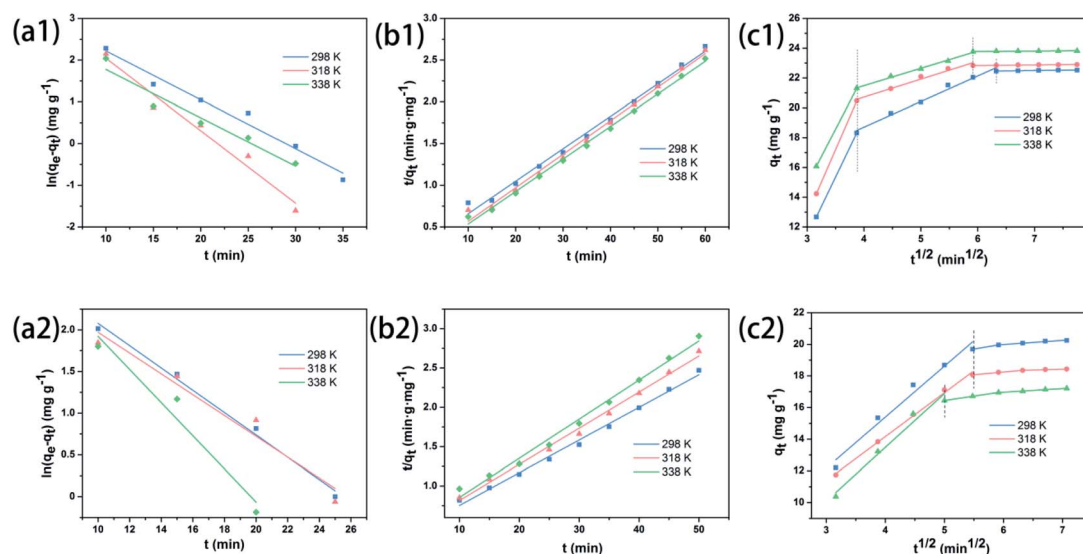 (a1)
ln(qe-qt) (mg g-1)
3
2
1
0
-1
-2
10
15
20
25
30
35
t (min)
298 K
318 K
338 K
(b1)
t/qt (min·g·mg-1)
3.0
2.5
2.0
1.5
1.0
0.5
10
20
30
40
50
60
t (min)
298 K
318 K
338 K
(c1)
qt (mg g-1)
26
24
22
20
18
16
14
12
3
4
5
6
7
t1/2 (min1/2)
298 K
318 K
338 K
(a2)
ln(qe-qt) (mg g-1)
2.0
1.5
1.0
0.5
0.0
10
12
14
16
18
20
22
24
26
t (min)
298 K
318 K
338 K
(b2)
t/qt (min·g·mg-1)
3.0
2.5
2.0
1.5
1.0
10
20
30
40
50
t (min)
298 K
318 K
338 K
(c2)
qt (mg g-1)
22
20
18
16
14
12
10
3
4
5
6
7
t1/2 (min1/2)
298 K
318 K
338 K